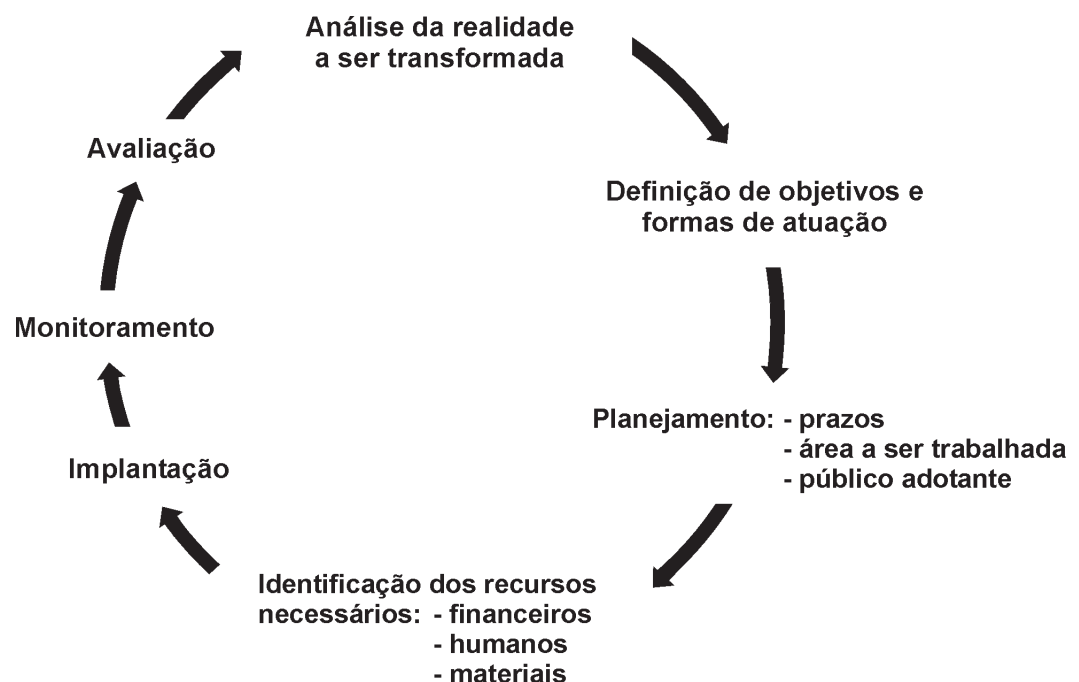 Análise da realidade
a ser transformada
Definição de objetivos e
formas de atuação
Planejamento: - prazos
- área a ser trabalhada
- público adotante
Identificação dos recursos
necessários: - financeiros
- humanos
- materiais
Implantação
Monitoramento
Avaliação